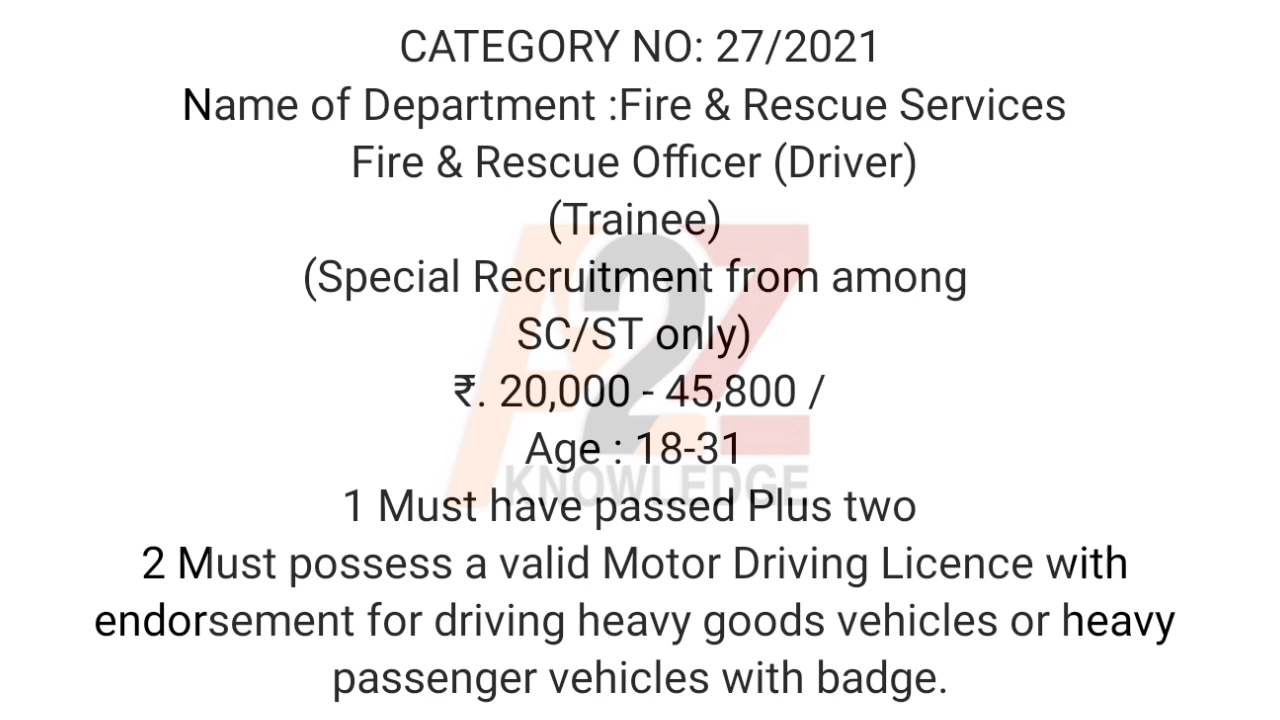 CATEGORY NO: 27/2021
Name of Department :Fire & Rescue Services
Fire & Rescue Officer (Driver)
(Trainee)
(Special Recruitment from among
SC/ST only)
₹. 20,000 - 45,800 /
Age : 18-31
A2Z
KNOWLEDGE
1 Must have passed Plus two
2 Must possess a valid Motor Driving Licence with
endorsement for driving heavy goods vehicles or heavy
passenger vehicles with badge.